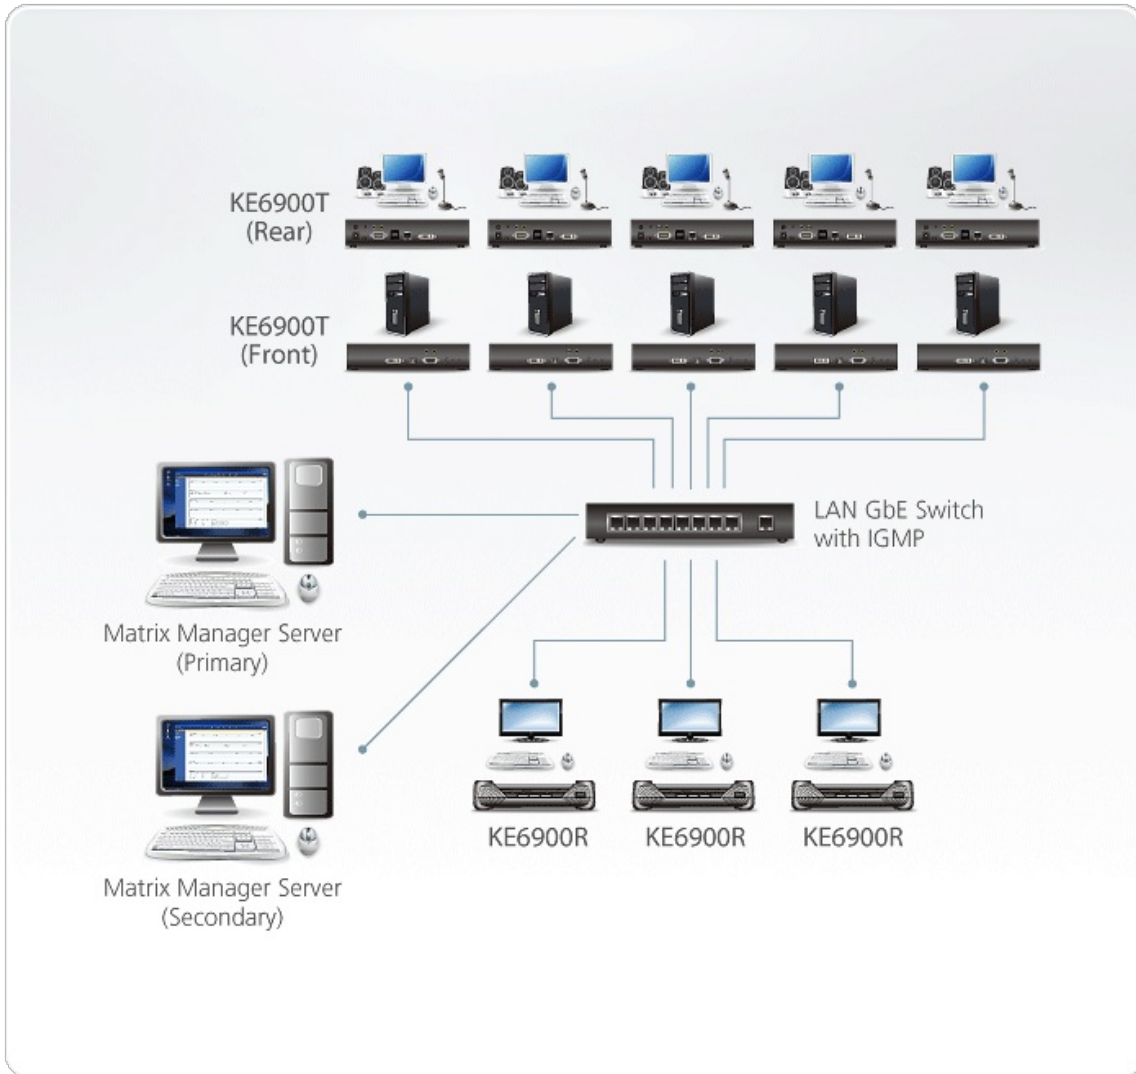 KE6900T
(Rear)
KE6900T
(Front)
LAN GbE Switch
with IGMP
Matrix Manager Server
(Primary)
KE6900R
KE6900R
KE6900R
Matrix Manager Server
(Secondary)